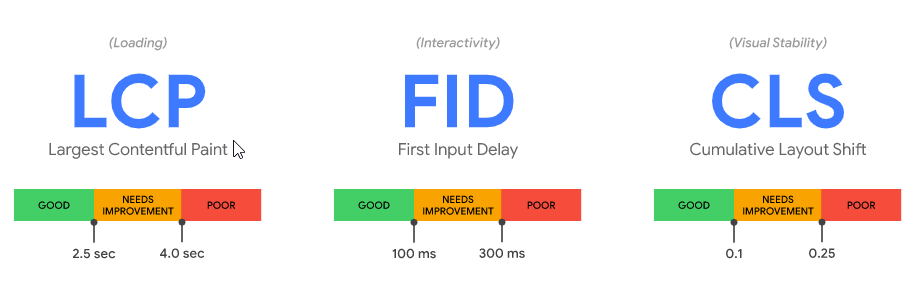 (Loading)
LCP
Largest Contentful Paint
GOOD
NEEDS
IMPROVEMENT
POOR
2.5 sec
4.0 sec
(Interactivity)
FID
First Input Delay
GOOD
NEEDS
IMPROVEMENT
POOR
100 ms
300 ms
(Visual Stability)
CLS
Cumulative Layout Shift
GOOD
NEEDS
IMPROVEMENT
POOR
0.1
0.25